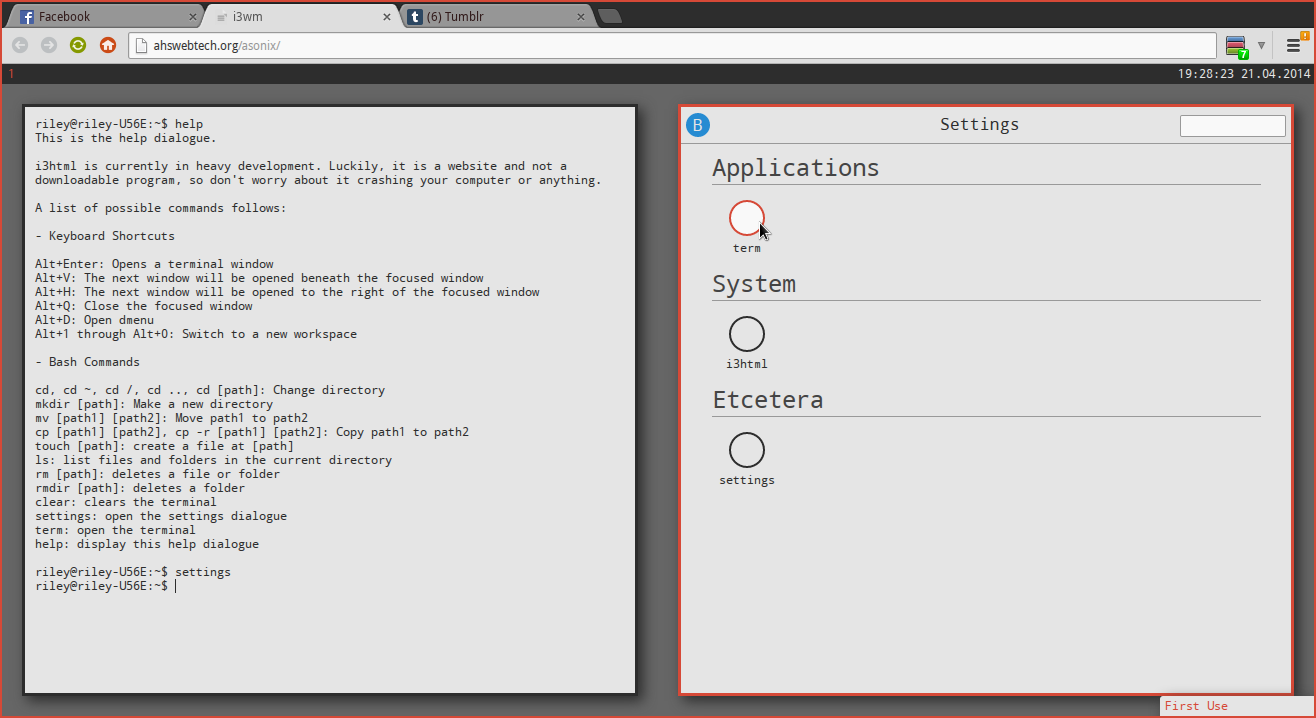 Facebook
i3wm
(6) Tumblr
ahswebtech.org/asonix/
7
1
19:28:23 21.04.2014
riley@riley-U56E:~$ help
This is the help dialogue.
i3html is currently in heavy development. Luckily, it is a website and not a
downloadable program, so don't worry about it crashing your computer or anything.
A list of possible commands follows:
- Keyboard Shortcuts
Alt+Enter: Opens a terminal window
Alt+V: The next window will be opened beneath the focused window
Alt+H: The next window will be opened to the right of the focused window
Alt+Q: Close the focused window
Alt+D: Open dmenu
Alt+1 through Alt+0: Switch to a new workspace
- Bash Commands
cd, cd ~, cd /, cd .., cd [path]: Change directory
mkdir [path]: Make a new directory
mv [path1] [path2]: Move path1 to path2
cp [path1] [path2], cp -r [path1] [path2]: Copy path1 to path2
touch [path]: create a file at [path]
ls: list files and folders in the current directory
rm [path]: deletes a file or folder
rmdir [path]: deletes a folder
clear: clears the terminal
settings: open the settings dialogue
term: open the terminal
help: display this help dialogue
riley@riley-U56E:~$ settings
riley@riley-U56E:~$
B
Settings
Applications
term
System
i3html
Etcetera
settings
First Use